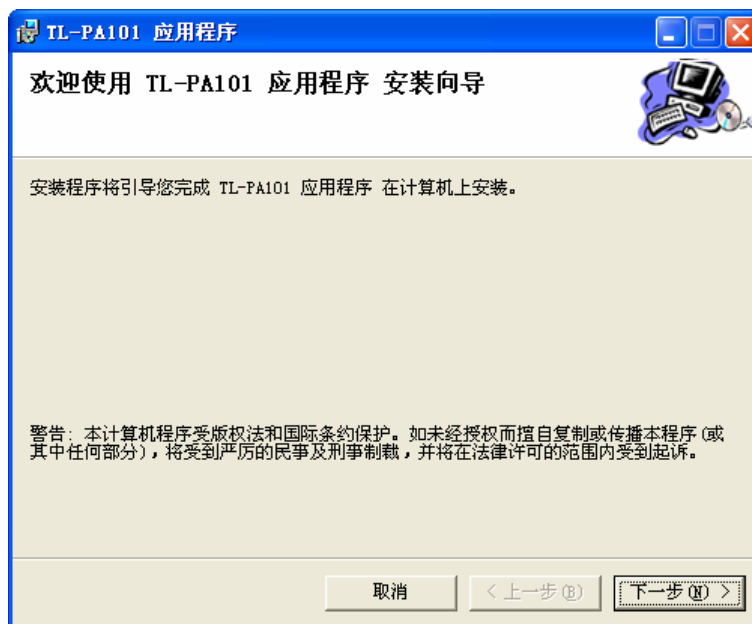 TL-PA101 应用程序
欢迎使用 TL-PA101 应用程序 安装向导
安装程序将引导您完成 TL-PA101 应用程序 在计算机上安装。
警告: 本计算机程序受版权法和国际条约保护。如未经授权而擅自复制或传播本程序(或
其中任何部分),将受到严厉的民事及刑事制裁,并将在法律许可的范围内受到起诉。
取消
< 上一步(B)
下一步(N) >